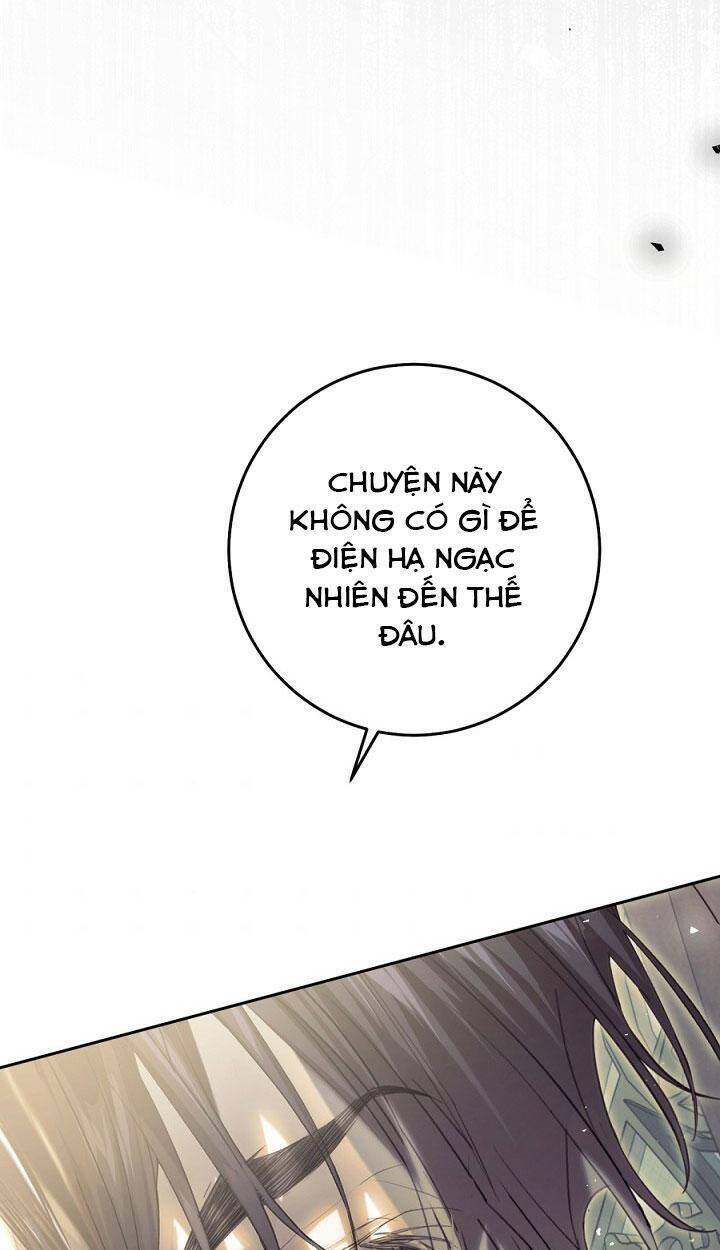 CHUYỆN NÀY
KHÔNG CÓ GÌ ĐỂ
ĐIỆN HẠ NGẠC
NHIÊN ĐẾN THẾ
ĐÂU.